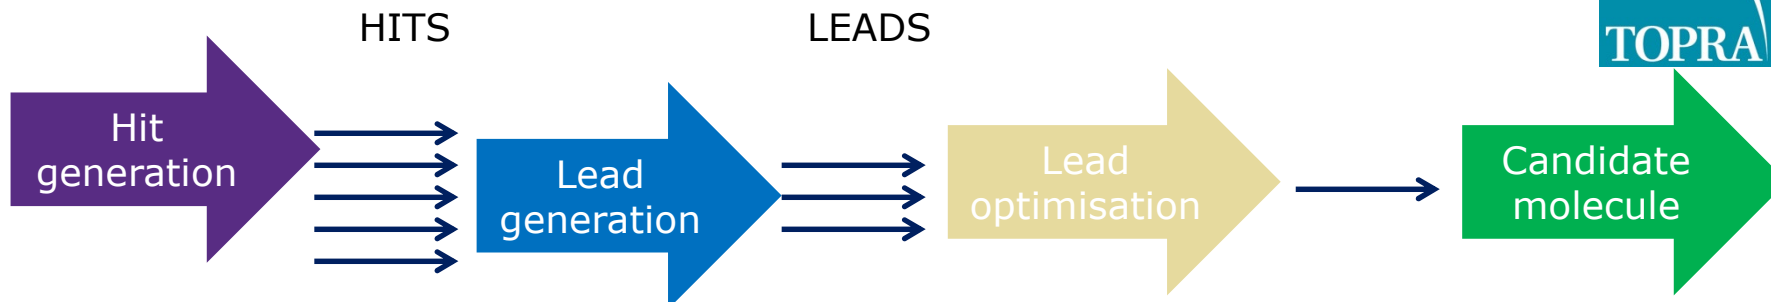 HITS
LEADS
TOPRA
Hit
generation
Lead
generation
Lead
optimisation
Candidate
molecule